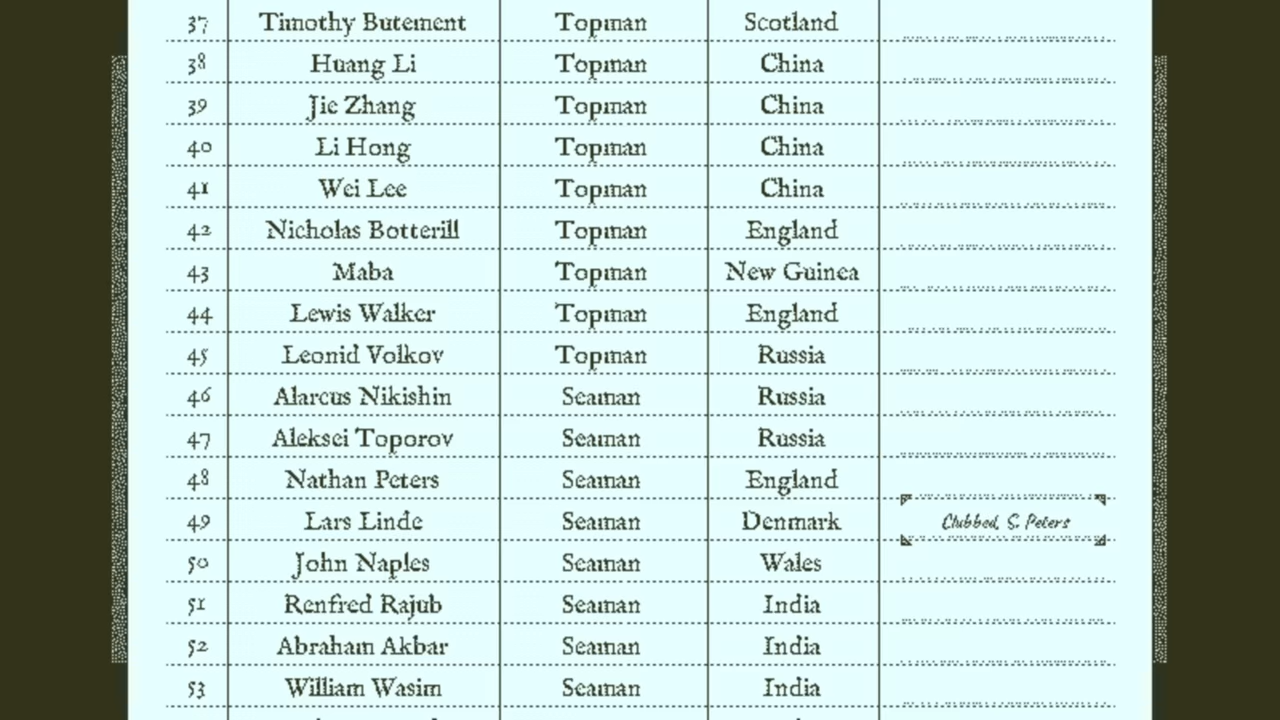 37 Timothy Butement Topman Scotland
38 Huang Li Topman China
39 Jie Zhang Topman China
40 Li Hong Topman China
41 Wei Lee Topman China
42 Nicholas Botterill Topman England
43 Maba Topman New Guinea
44 Lewis Walker Topman England
45 Leonid Volkov Topman Russia
46 Alarcus Nikishin Seaman Russia
47 Aleksei Toporov Seaman Russia
48 Nathan Peters Seaman England
49 Lars Linde Seaman Denmark Clubbed, S. Peters
50 John Naples Seaman Wales
51 Renfred Rajub Seaman India
52 Abraham Akbar Seaman India
53 William Wasim Seaman India